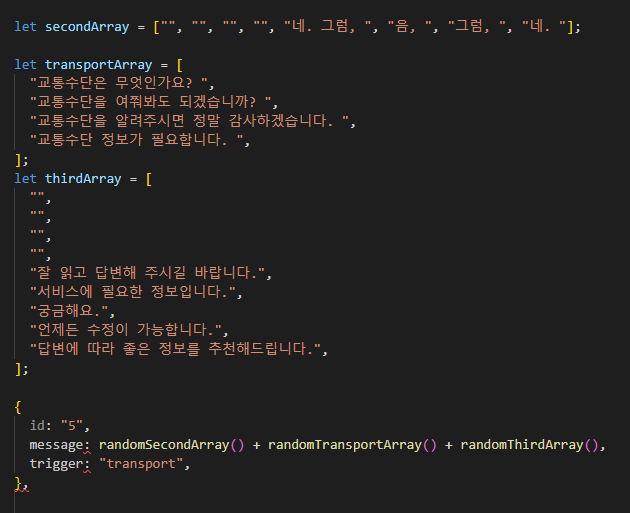 let secondArray = ["", "", "", "", "네. 그럼, ", "음, ", "그럼, ", "네. "];
let transportArray = [
"교통수단은 무엇인가요? ",
"교통수단을 여쭤봐도 되겠습니까? ",
"교통수단을 알려주시면 정말 감사하겠습니다. ",
"교통수단 정보가 필요합니다. ",
];
let thirdArray = [
"",
"",
"",
"",
"잘 읽고 답변해 주시길 바랍니다.",
"서비스에 필요한 정보입니다.",
"궁금해요.",
"언제든 수정이 가능합니다.",
"답변에 따라 좋은 정보를 추천해드립니다.",
];
{
id: "5",
message: randomSecondArray() + randomTransportArray() + randomThirdArray(),
trigger: "transport",
},